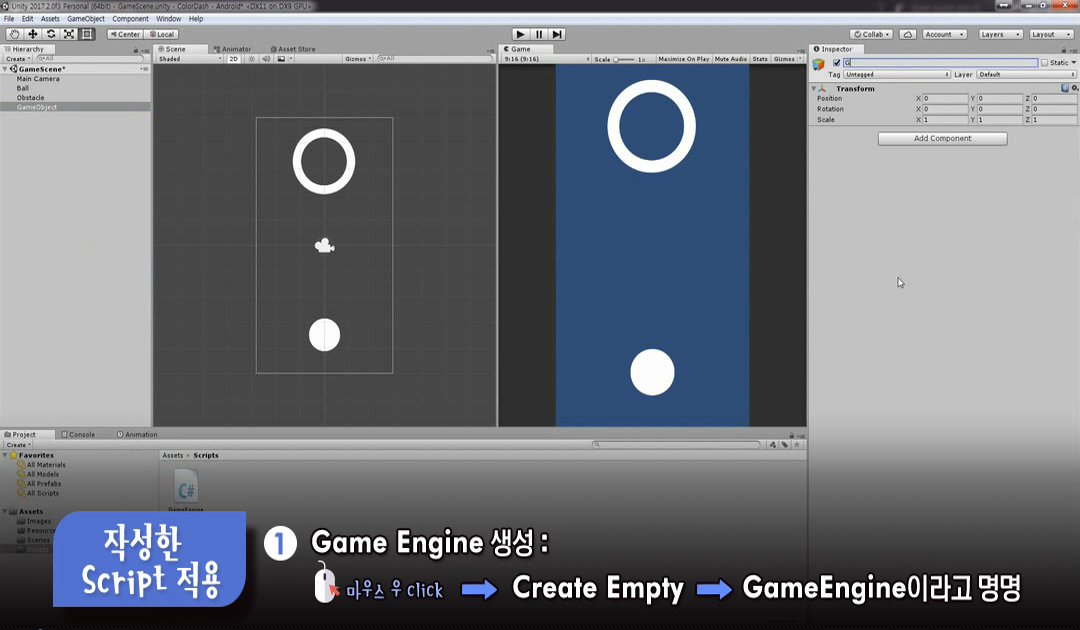 Unity 2017.2.0f3 Personal (64bit) - GameScene.unity - ColorDash - Android* <DX11 on DX9 GPU>
File Edit Assets GameObject Component Window Help
Center Local
Collab Account Layers Layout
Hierarchy
Create All
GameScene*
Main Camera
Ball
Obstacle
GameObject
Scene Animator Asset Store
Shaded 2D Gizmos All
Game
9:16 (9:16) Scale 1x Maximize On Play Mute Audio Stats Gizmos
Inspector
G Static
Tag Untagged Layer Default
Transform
Position X 0 Y 0 Z 0
Rotation X 0 Y 0 Z 0
Scale X 1 Y 1 Z 1
Add Component
Project Console Animation
Create
Favorites
All Materials
All Models
All Prefabs
All Scripts
Assets
Images
Scenes
Assets Scripts
C#
GameEngine
작성한
Script 적용
1 Game Engine 생성 :
마우스 우 click Create Empty GameEngine이라고 명명